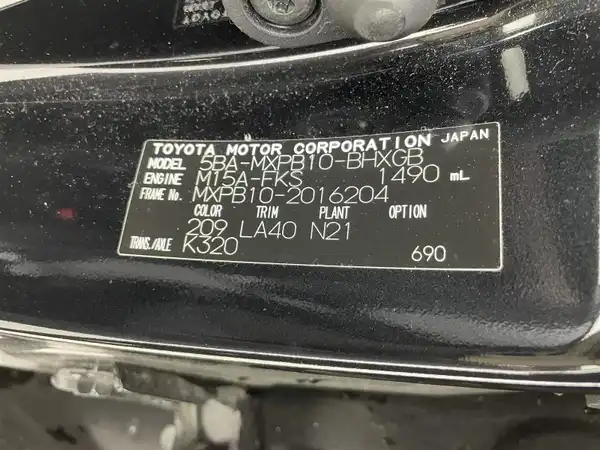 TOYOTA MOTOR CORPORATION JAPAN
MODEL 5BA-MXPB10-BHXGB
ENGINE M15A-FKS 1490 mL
FRAME No. MXPB10-2016204
COLOR TRIM PLANT OPTION
209 LA40 N21
TRANS./AXLE K320
690